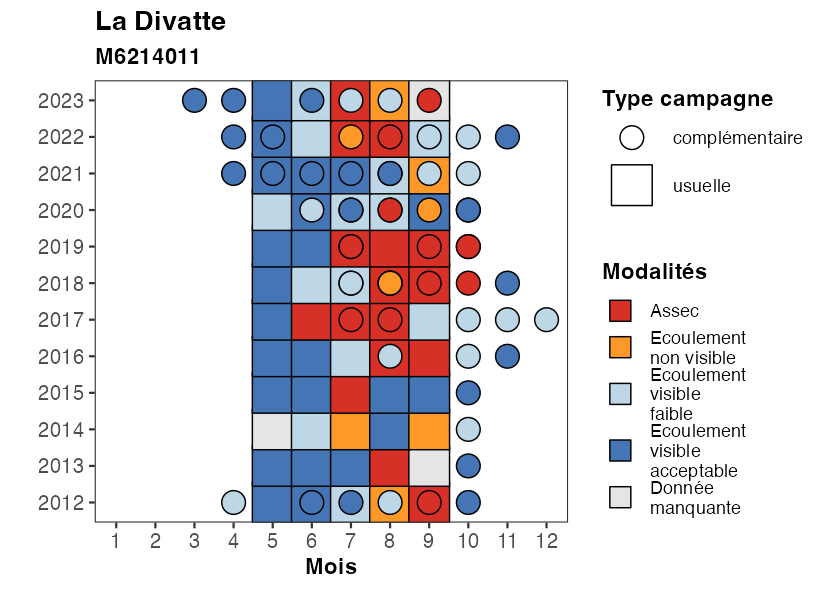 La Divatte
M6214011
2023
2022
2021
2020
2019
2018
2017
2016
2015
2014
2013
2012
1 2 3 4 5 6 7 8 9 10 11 12
Mois
Type campagne
complémentaire
usuelle
Modalités
Assec
Ecoulement
non visible
Ecoulement
visible
faible
Ecoulement
visible
acceptable
Donnée
manquante